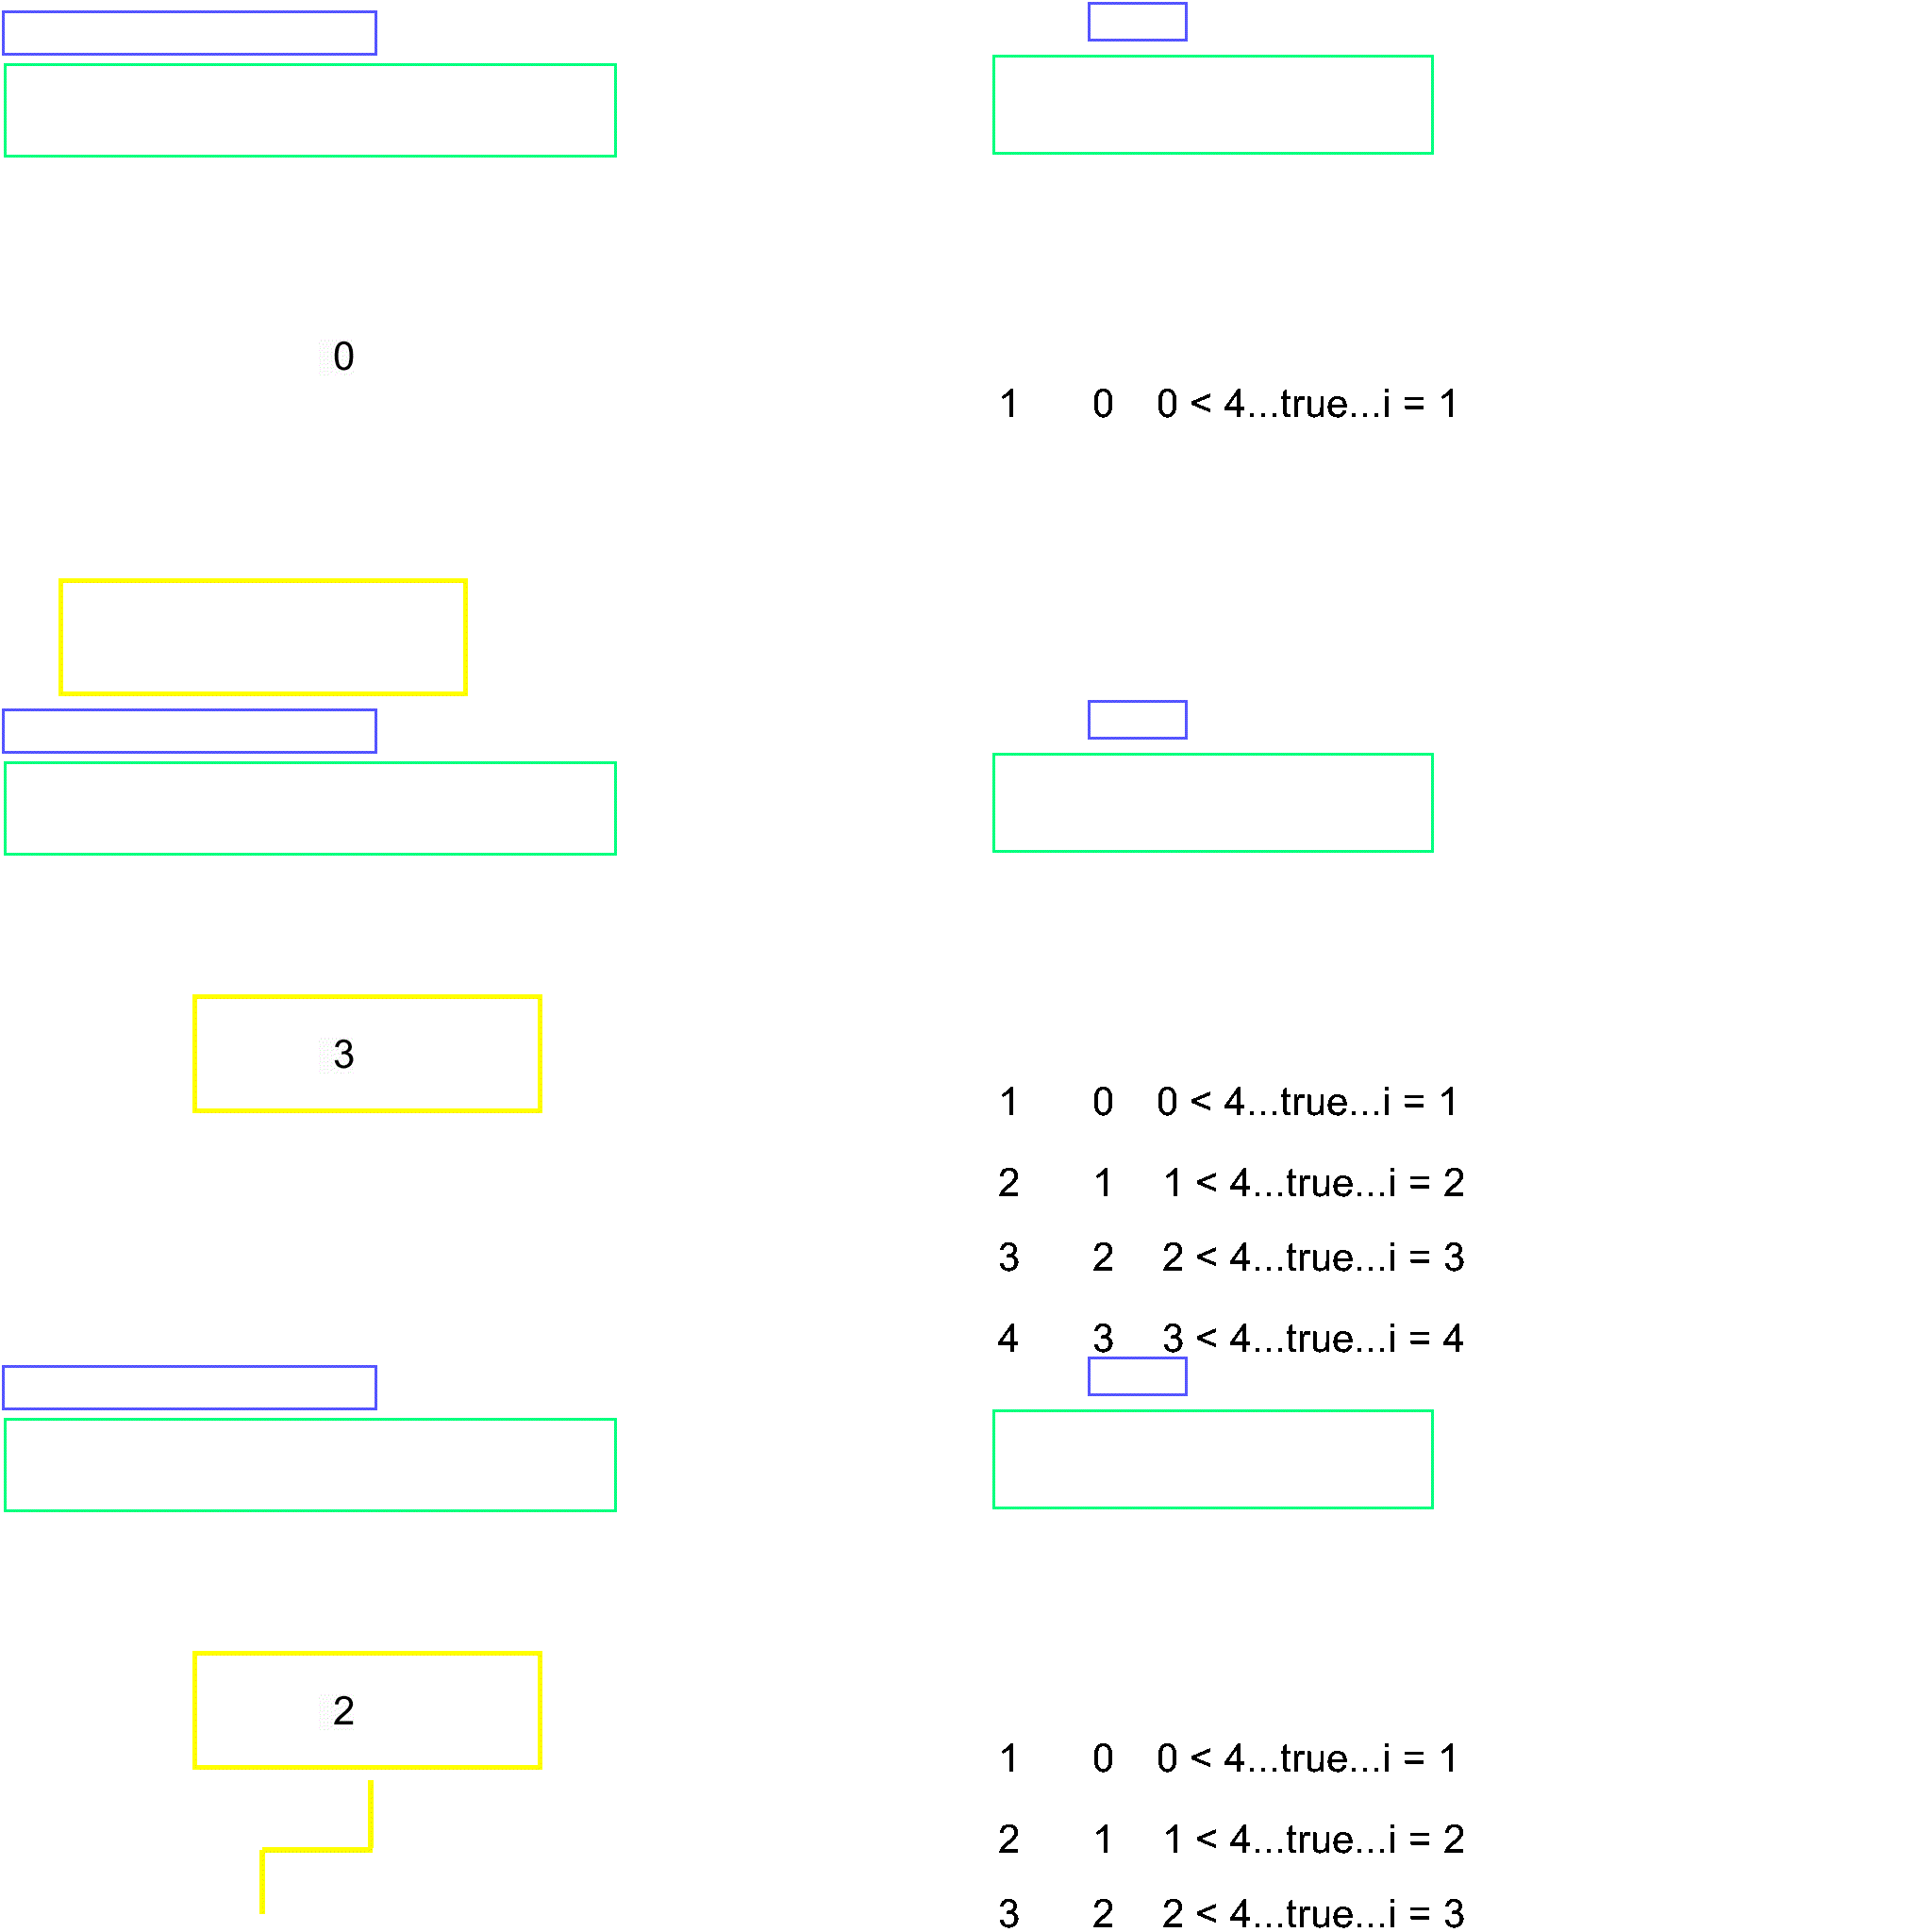 0
1 0 0 < 4...true...i = 1
3
1 0 0 < 4...true...i = 1
2 1 1 < 4...true...i = 2
3 2 2 < 4...true...i = 3
4 3 3 < 4...true...i = 4
2
1 0 0 < 4...true...i = 1
2 1 1 < 4...true...i = 2
3 2 2 < 4...true...i = 3